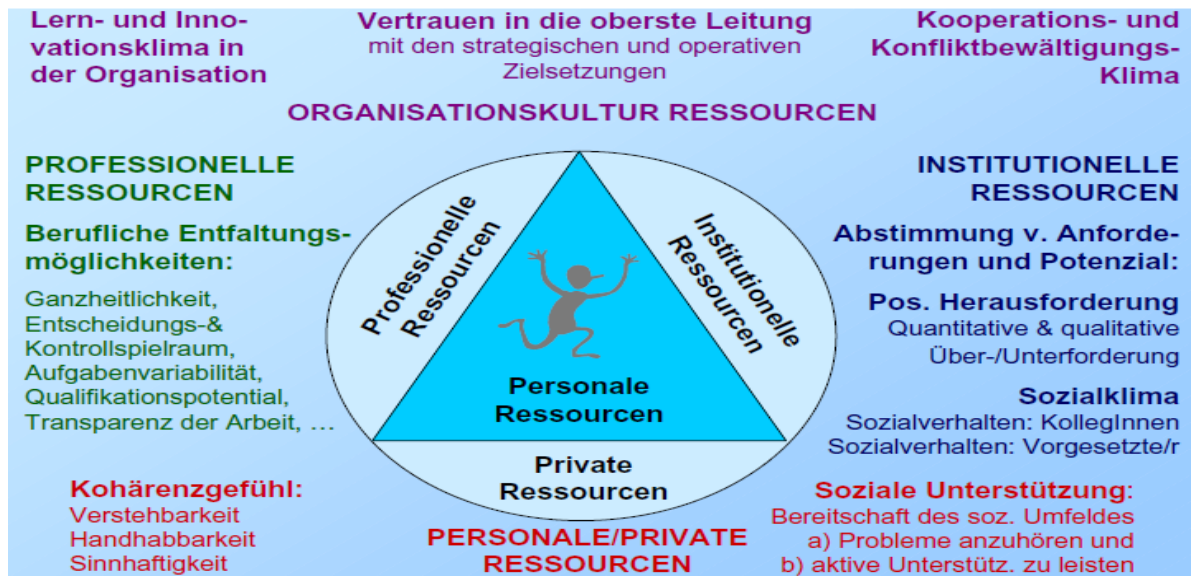 Lern- und Inno-
vationsklima in
der Organisation
Vertrauen in die oberste Leitung
mit den strategischen und operativen
Zielsetzungen
Kooperations- und
Konfliktbewältigungs-
Klima
ORGANISATIONSKULTUR RESSOURCEN
PROFESSIONELLE
RESSOURCEN
Berufliche Entfaltungs-
möglichkeiten:
Ganzheitlichkeit,
Entscheidungs-&
Kontrollspielraum,
Aufgabenvariabilität,
Qualifikationspotential,
Transparenz der Arbeit, …
Professionelle
Ressourcen
Institutionelle
Ressourcen
Personale
Ressourcen
Private
Ressourcen
INSTITUTIONELLE
RESSOURCEN
Abstimmung v. Anforde-
rungen und Potenzial:
Pos. Herausforderung
Quantitative & qualitative
Über-/Unterforderung
Sozialklima
Sozialverhalten: KollegInnen
Sozialverhalten: Vorgesetzte/r
Kohärenzgefühl:
Verstehbarkeit
Handhabbarkeit
Sinnhaftigkeit
PERSONALE/PRIVATE
RESSOURCEN
Soziale Unterstützung:
Bereitschaft des soz. Umfeldes
a) Probleme anzuhören und
b) aktive Unterstütz. zu leisten